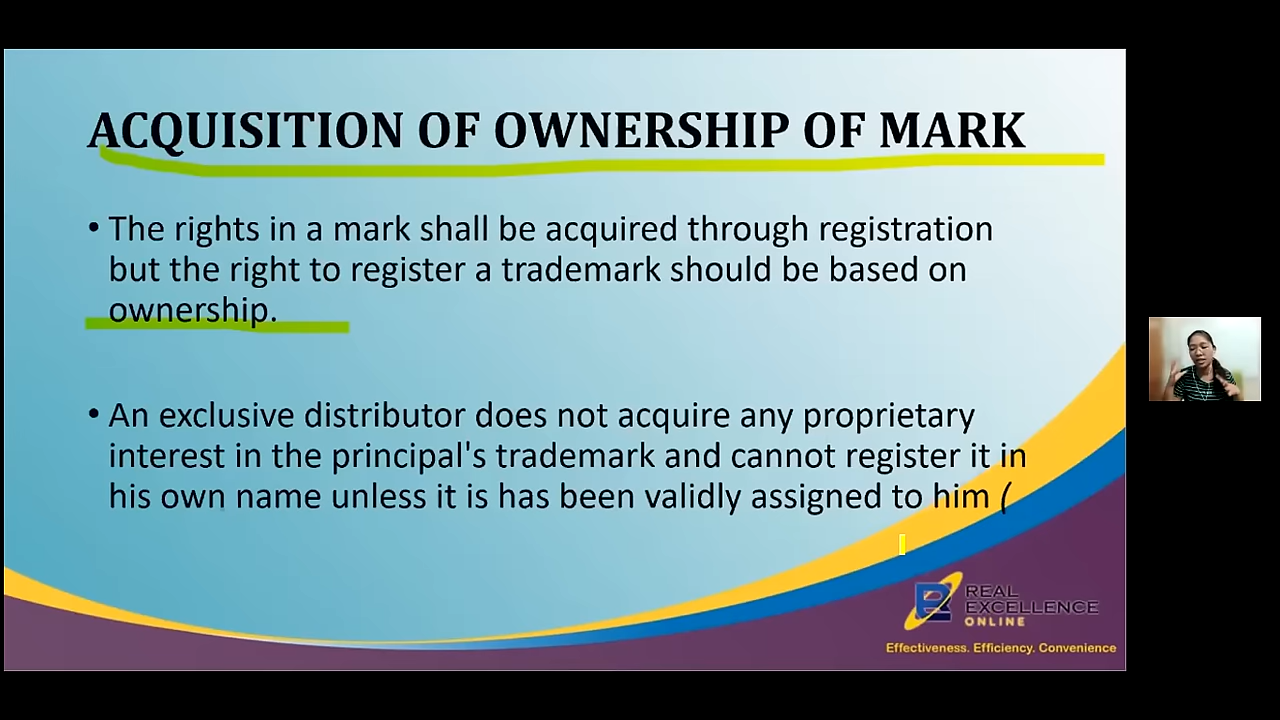 ACQUISITION OF OWNERSHIP OF MARK
• The rights in a mark shall be acquired through registration
but the right to register a trademark should be based on
ownership.
• An exclusive distributor does not acquire any proprietary
interest in the principal's trademark and cannot register it in
his own name unless it is has been validly assigned to him (
REAL
EXCELLENCE
ONLINE
Effectiveness. Efficiency. Convenience